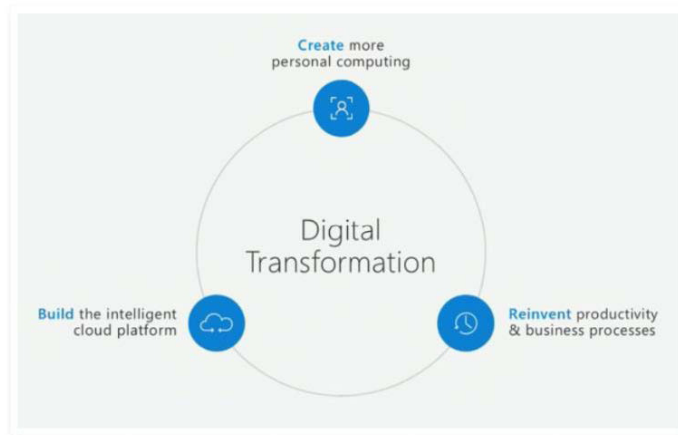 Create more
personal computing
Digital
Transformation
Build the intelligent
cloud platform
Reinvent productivity
& business processes